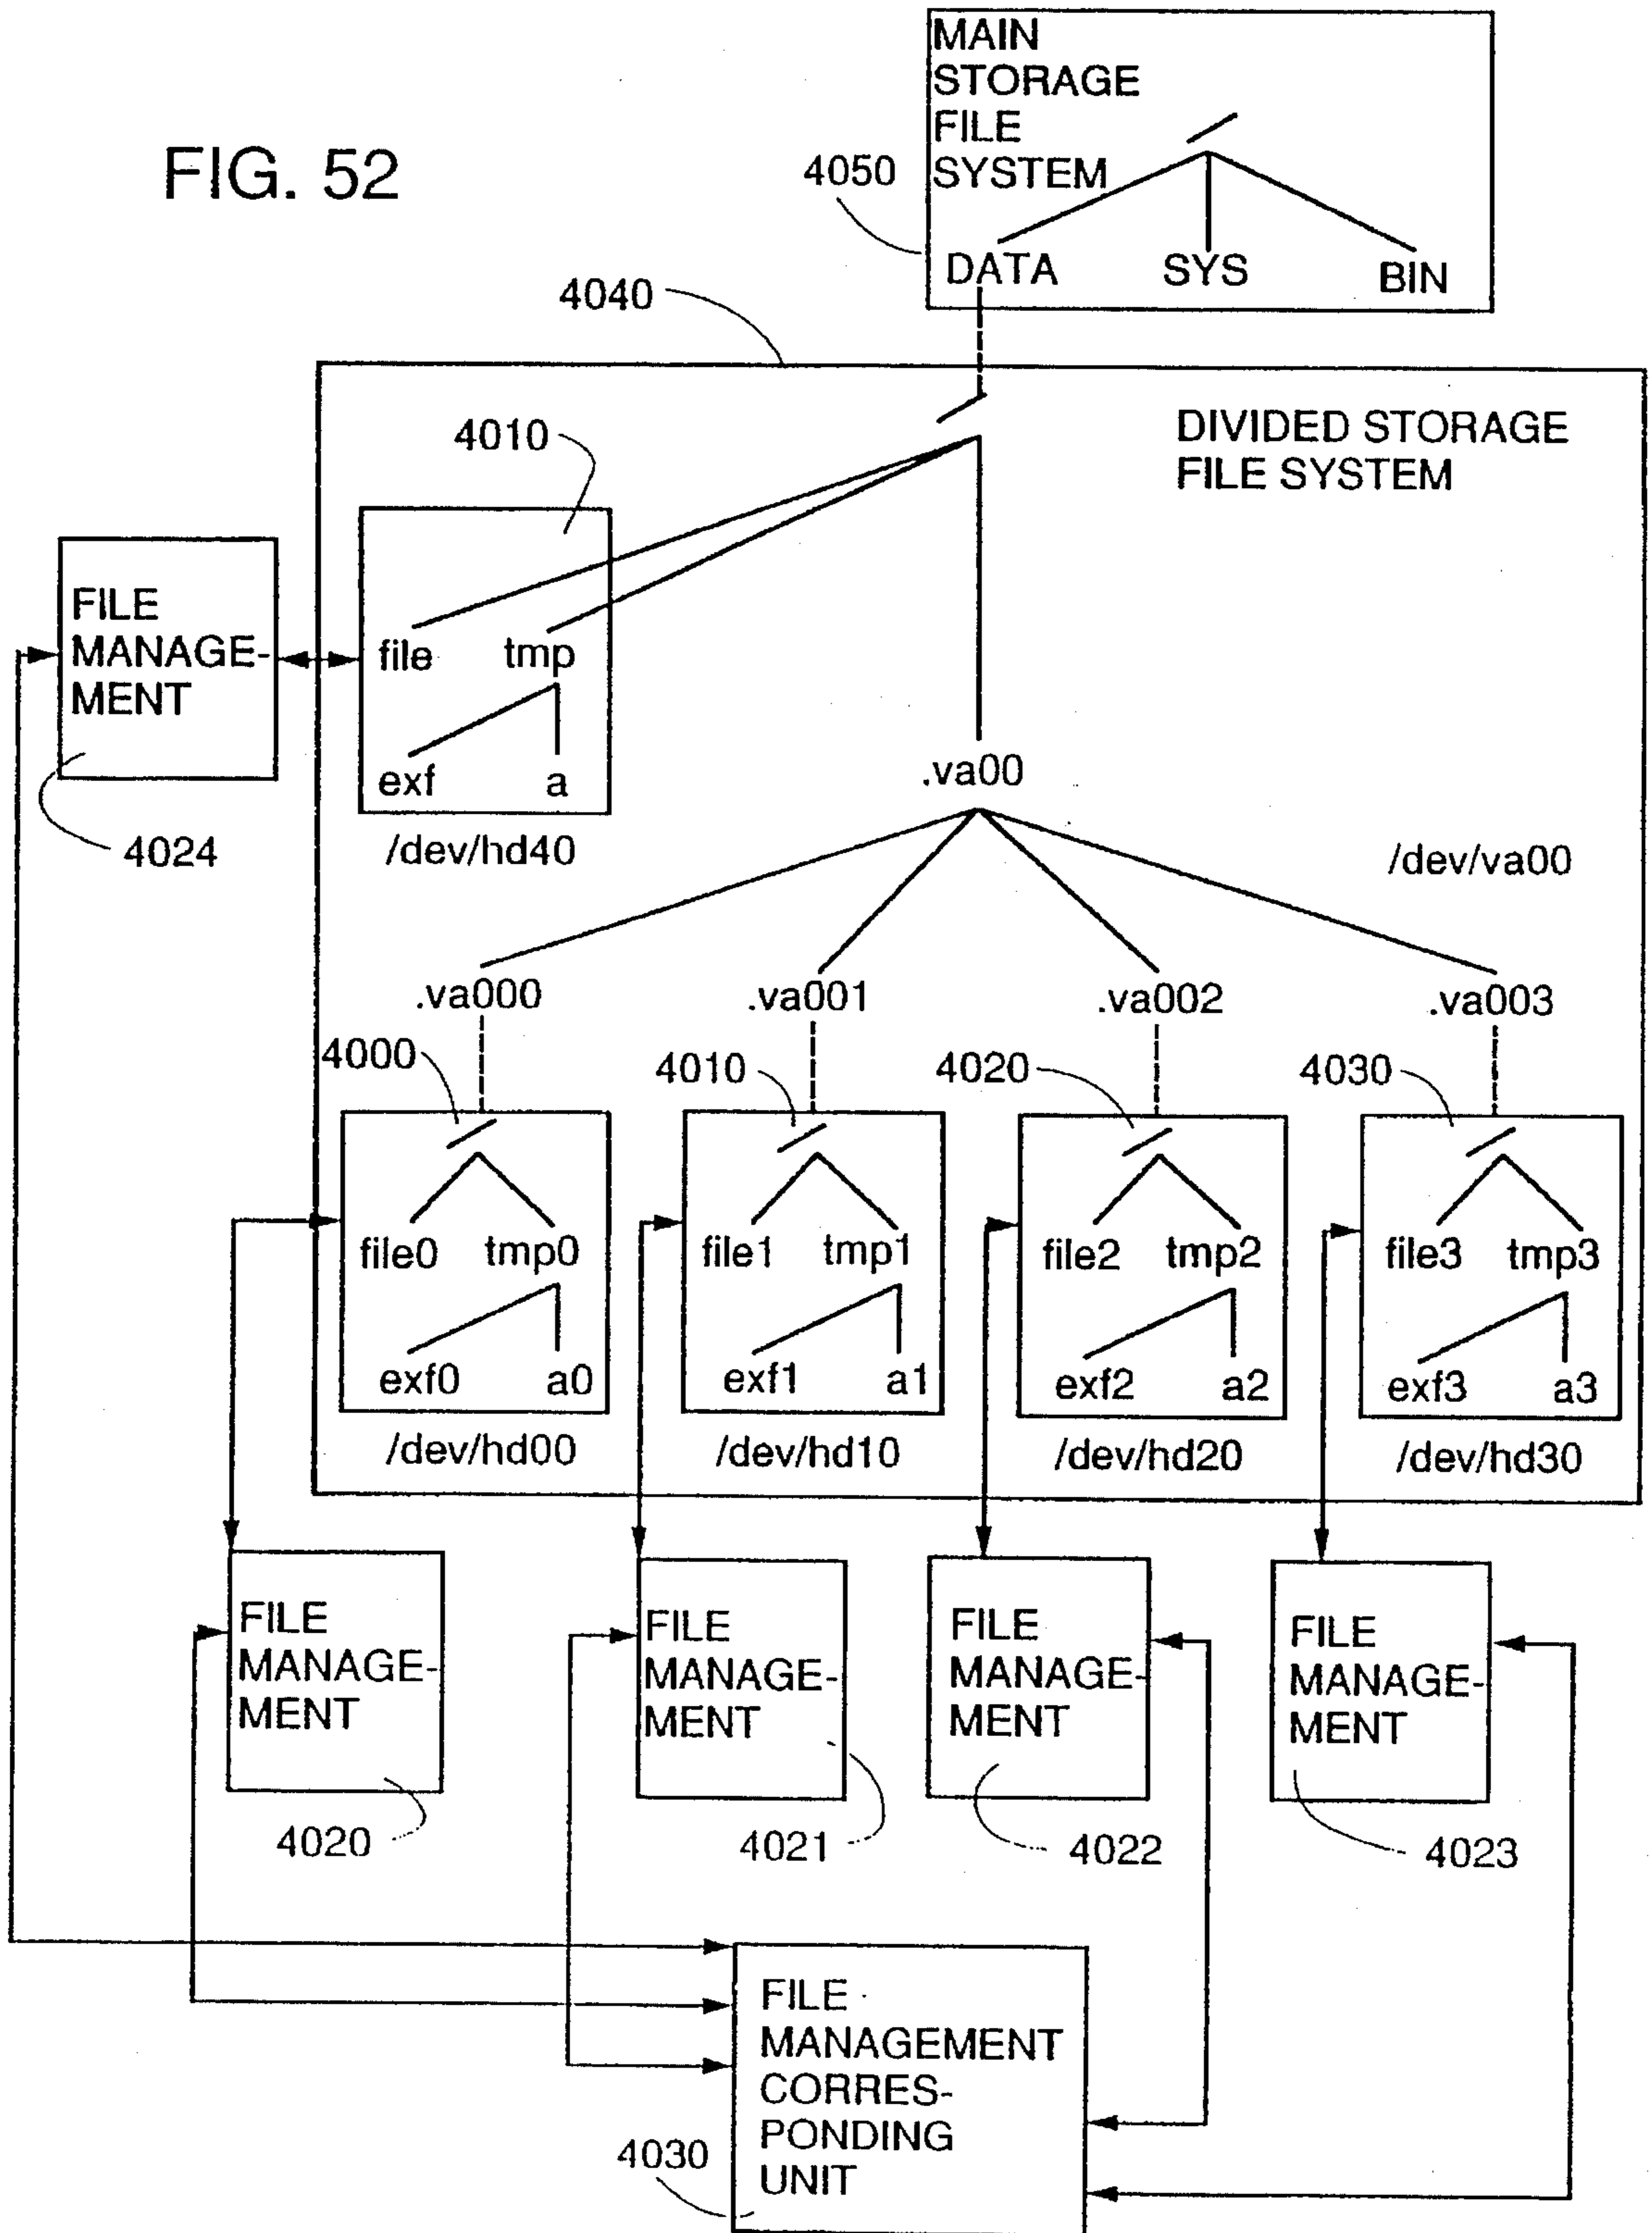 FIG. 52
MAIN
STORAGE
FILE
SYSTEM
4050
DATA
SYS
BIN
4040
DIVIDED STORAGE
FILE SYSTEM
4010
FILE
MANAGE-
MENT
4024
file
tmp
exf
a
/dev/hd40
.va00
/dev/va00
.va000
.va001
.va002
.va003
4000
4010
4020
4030
file0
tmp0
file1
tmp1
file2
tmp2
file3
tmp3
exf0
a0
exf1
a1
exf2
a2
exf3
a3
/dev/hd00
/dev/hd10
/dev/hd20
/dev/hd30
FILE
MANAGE-
MENT
4020
FILE
MANAGE-
MENT
4021
FILE
MANAGE-
MENT
4022
FILE
MANAGE-
MENT
4023
FILE
MANAGEMENT
CORRES-
PONDING
UNIT
4030